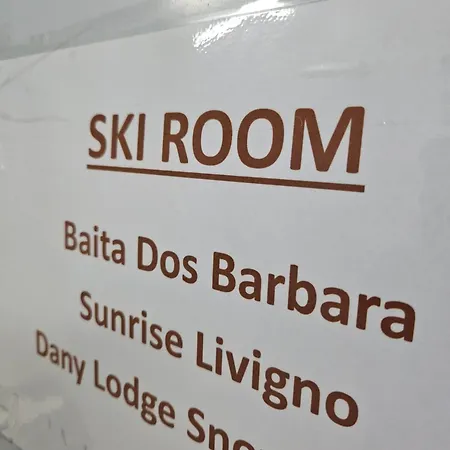 SKI ROOM
Baita Dos Barbara
Sunrise Livigno
Dany Lodge